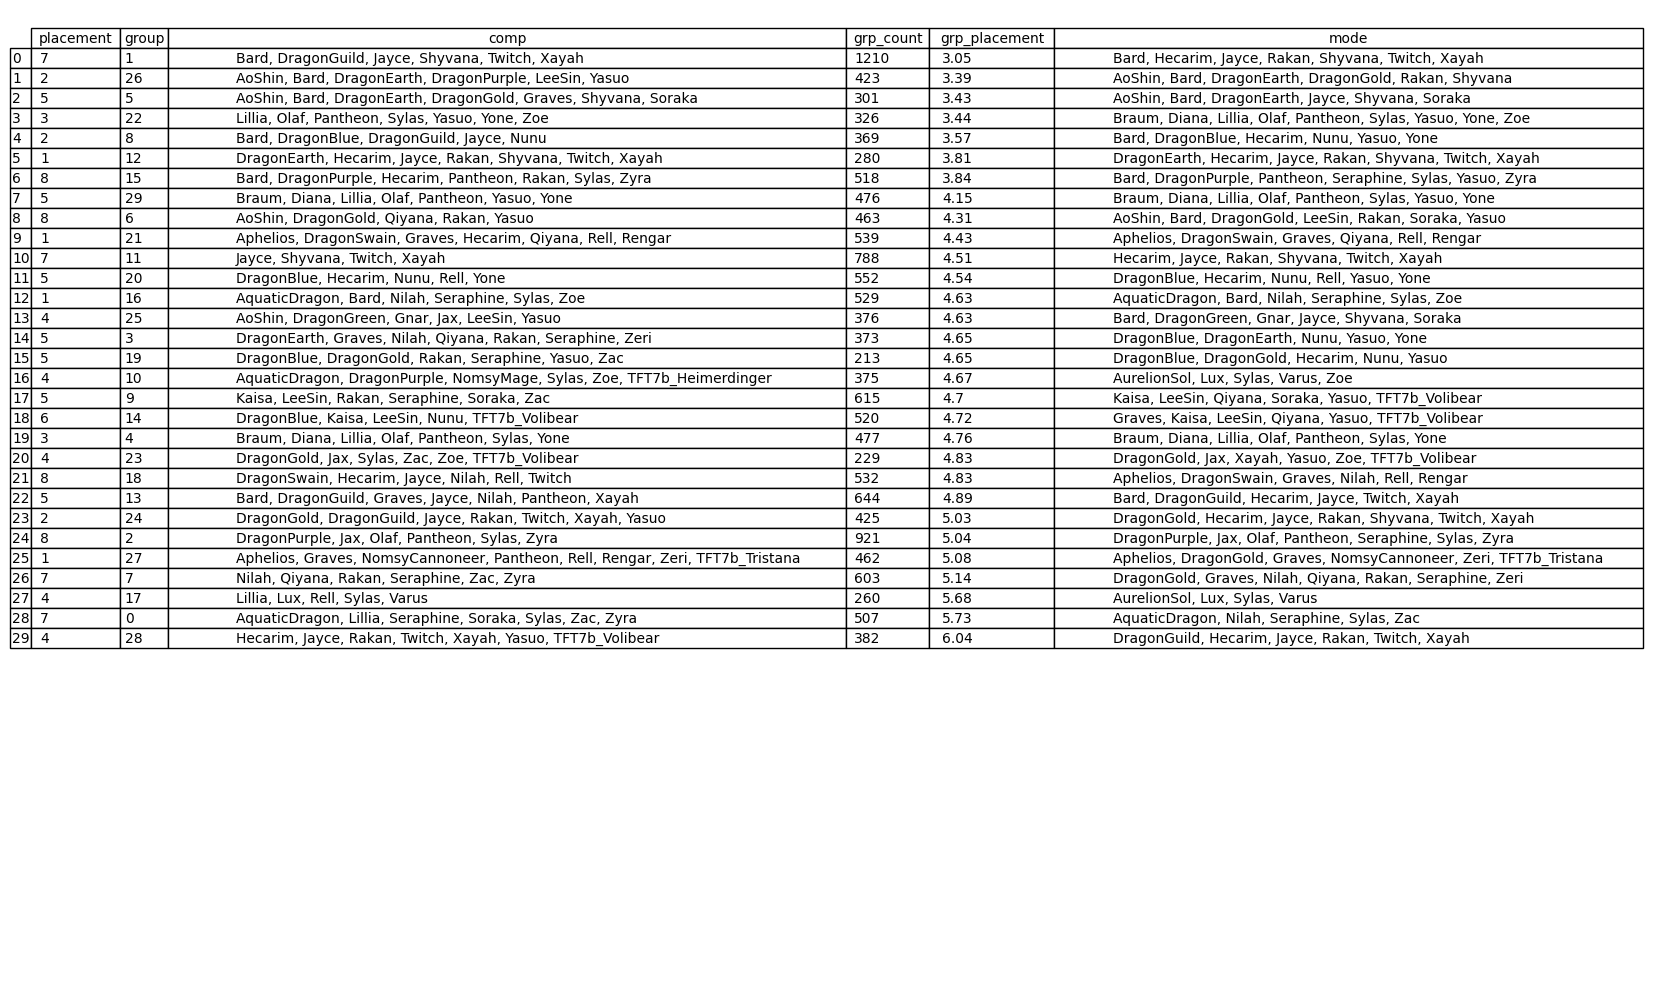 placement group comp grp_count grp_placement mode
0 7 1 Bard, DragonGuild, Jayce, Shyvana, Twitch, Xayah 1210 3.05 Bard, Hecarim, Jayce, Rakan, Shyvana, Twitch, Xayah
1 2 26 AoShin, Bard, DragonEarth, DragonPurple, LeeSin, Yasuo 423 3.39 AoShin, Bard, DragonEarth, DragonGold, Rakan, Shyvana
2 5 5 AoShin, Bard, DragonEarth, DragonGold, Graves, Shyvana, Soraka 301 3.43 AoShin, Bard, DragonEarth, Jayce, Shyvana, Soraka
3 3 22 Lillia, Olaf, Pantheon, Sylas, Yasuo, Yone, Zoe 326 3.44 Braum, Diana, Lillia, Olaf, Pantheon, Sylas, Yasuo, Yone, Zoe
4 2 8 Bard, DragonBlue, DragonGuild, Jayce, Nunu 369 3.57 Bard, DragonBlue, Hecarim, Nunu, Yasuo, Yone
5 1 12 DragonEarth, Hecarim, Jayce, Rakan, Shyvana, Twitch, Xayah 280 3.81 DragonEarth, Hecarim, Jayce, Rakan, Shyvana, Twitch, Xayah
6 8 15 Bard, DragonPurple, Hecarim, Pantheon, Rakan, Sylas, Zyra 518 3.84 Bard, DragonPurple, Pantheon, Seraphine, Sylas, Yasuo, Zyra
7 5 29 Braum, Diana, Lillia, Olaf, Pantheon, Yasuo, Yone 476 4.15 Braum, Diana, Lillia, Olaf, Pantheon, Sylas, Yasuo, Yone
8 8 6 AoShin, DragonGold, Qiyana, Rakan, Yasuo 463 4.31 AoShin, Bard, DragonGold, LeeSin, Rakan, Soraka, Yasuo
9 1 21 Aphelios, DragonSwain, Graves, Hecarim, Qiyana, Rell, Rengar 539 4.43 Aphelios, DragonSwain, Graves, Qiyana, Rell, Rengar
10 7 11 Jayce, Shyvana, Twitch, Xayah 788 4.51 Hecarim, Jayce, Rakan, Shyvana, Twitch, Xayah
11 5 20 DragonBlue, Hecarim, Nunu, Rell, Yone 552 4.54 DragonBlue, Hecarim, Nunu, Rell, Yasuo, Yone
12 1 16 AquaticDragon, Bard, Nilah, Seraphine, Sylas, Zoe 529 4.63 AquaticDragon, Bard, Nilah, Seraphine, Sylas, Zoe
13 4 25 AoShin, DragonGreen, Gnar, Jax, LeeSin, Yasuo 376 4.63 Bard, DragonGreen, Gnar, Jayce, Shyvana, Soraka
14 5 3 DragonEarth, Graves, Nilah, Qiyana, Rakan, Seraphine, Zeri 373 4.65 DragonBlue, DragonEarth, Nunu, Yasuo, Yone
15 5 19 DragonBlue, DragonGold, Rakan, Seraphine, Yasuo, Zac 213 4.65 DragonBlue, DragonGold, Hecarim, Nunu, Yasuo
16 4 10 AquaticDragon, DragonPurple, NomsyMage, Sylas, Zoe, TFT7b_Heimerdinger 375 4.67 AurelionSol, Lux, Sylas, Varus, Zoe
17 5 9 Kaisa, LeeSin, Rakan, Seraphine, Soraka, Zac 615 4.7 Kaisa, LeeSin, Qiyana, Soraka, Yasuo, TFT7b_Volibear
18 6 14 DragonBlue, Kaisa, LeeSin, Nunu, TFT7b_Volibear 520 4.72 Graves, Kaisa, LeeSin, Qiyana, Yasuo, TFT7b_Volibear
19 3 4 Braum, Diana, Lillia, Olaf, Pantheon, Sylas, Yone 477 4.76 Braum, Diana, Lillia, Olaf, Pantheon, Sylas, Yone
20 4 23 DragonGold, Jax, Sylas, Zac, Zoe, TFT7b_Volibear 229 4.83 DragonGold, Jax, Xayah, Yasuo, Zoe, TFT7b_Volibear
21 8 18 DragonSwain, Hecarim, Jayce, Nilah, Rell, Twitch 532 4.83 Aphelios, DragonSwain, Graves, Nilah, Rell, Rengar
22 5 13 Bard, DragonGuild, Graves, Jayce, Nilah, Pantheon, Xayah 644 4.89 Bard, DragonGuild, Hecarim, Jayce, Twitch, Xayah
23 2 24 DragonGold, DragonGuild, Jayce, Rakan, Twitch, Xayah, Yasuo 425 5.03 DragonGold, Hecarim, Jayce, Rakan, Shyvana, Twitch, Xayah
24 8 2 DragonPurple, Jax, Olaf, Pantheon, Sylas, Zyra 921 5.04 DragonPurple, Jax, Olaf, Pantheon, Seraphine, Sylas, Zyra
25 1 27 Aphelios, Graves, NomsyCannoneer, Pantheon, Rell, Rengar, Zeri, TFT7b_Tristana 462 5.08 Aphelios, DragonGold, Graves, NomsyCannoneer, Zeri, TFT7b_Tristana
26 7 7 Nilah, Qiyana, Rakan, Seraphine, Zac, Zyra 603 5.14 DragonGold, Graves, Nilah, Qiyana, Rakan, Seraphine, Zeri
27 4 17 Lillia, Lux, Rell, Sylas, Varus 260 5.68 AurelionSol, Lux, Sylas, Varus
28 7 0 AquaticDragon, Lillia, Seraphine, Soraka, Sylas, Zac, Zyra 507 5.73 AquaticDragon, Nilah, Seraphine, Sylas, Zac
29 4 28 Hecarim, Jayce, Rakan, Twitch, Xayah, Yasuo, TFT7b_Volibear 382 6.04 DragonGuild, Hecarim, Jayce, Rakan, Twitch, Xayah